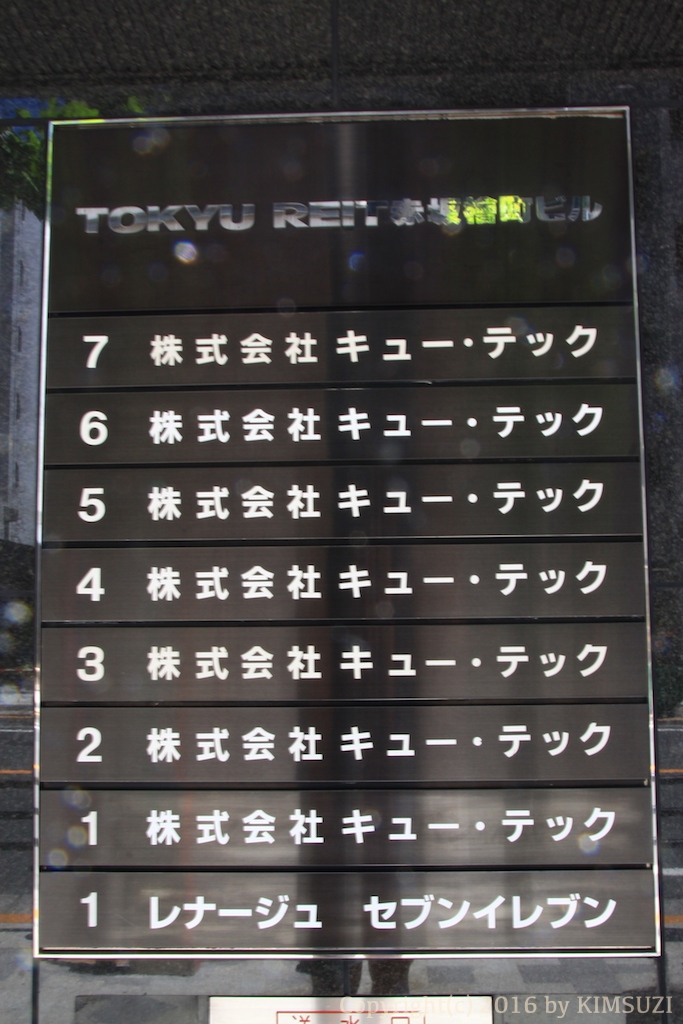 TOKYU REIT赤坂檜町ビル
7 株式会社 キュー・テック
6 株式会社 キュー・テック
5 株式会社 キュー・テック
4 株式会社 キュー・テック
3 株式会社 キュー・テック
2 株式会社 キュー・テック
1 株式会社 キュー・テック
1 レナージュ セブンイレブン
2016 by KIMSUZI